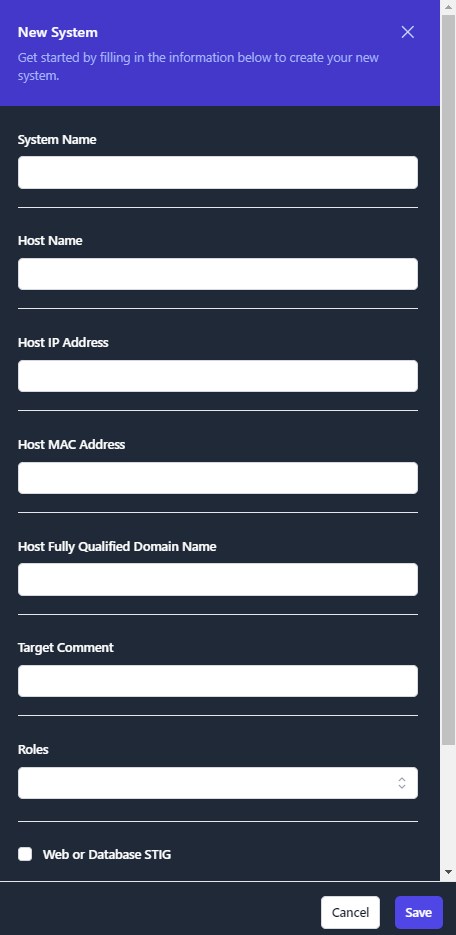 New System
Get started by filling in the information below to create your new
system.
System Name
Host Name
Host IP Address
Host MAC Address
Host Fully Qualified Domain Name
Target Comment
Roles
Web or Database STIG
Cancel
Save